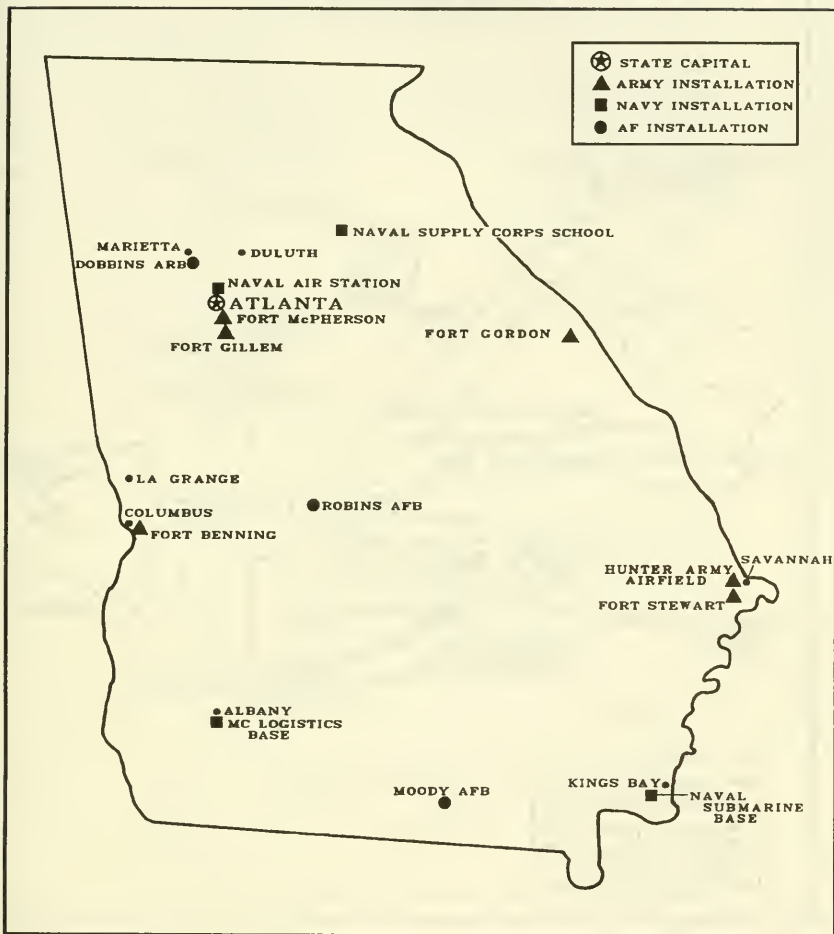 STATE CAPITAL
ARMY INSTALLATION
NAVY INSTALLATION
AF INSTALLATION
NAVAL SUPPLY CORPS SCHOOL
MARIETTA
DULUTH
DOBBINS ARB
NAVAL AIR STATION
ATLANTA
FORT McPHERSON
FORT GILLEM
FORT GORDON
LA GRANGE
COLUMBUS
FORT BENNING
ROBINS AFB
SAVANNAH
HUNTER ARMY
AIRFIELD
FORT STEWART
ALBANY
MC LOGISTICS
BASE
MOODY AFB
KINGS BAY
NAVAL
SUBMARINE
BASE